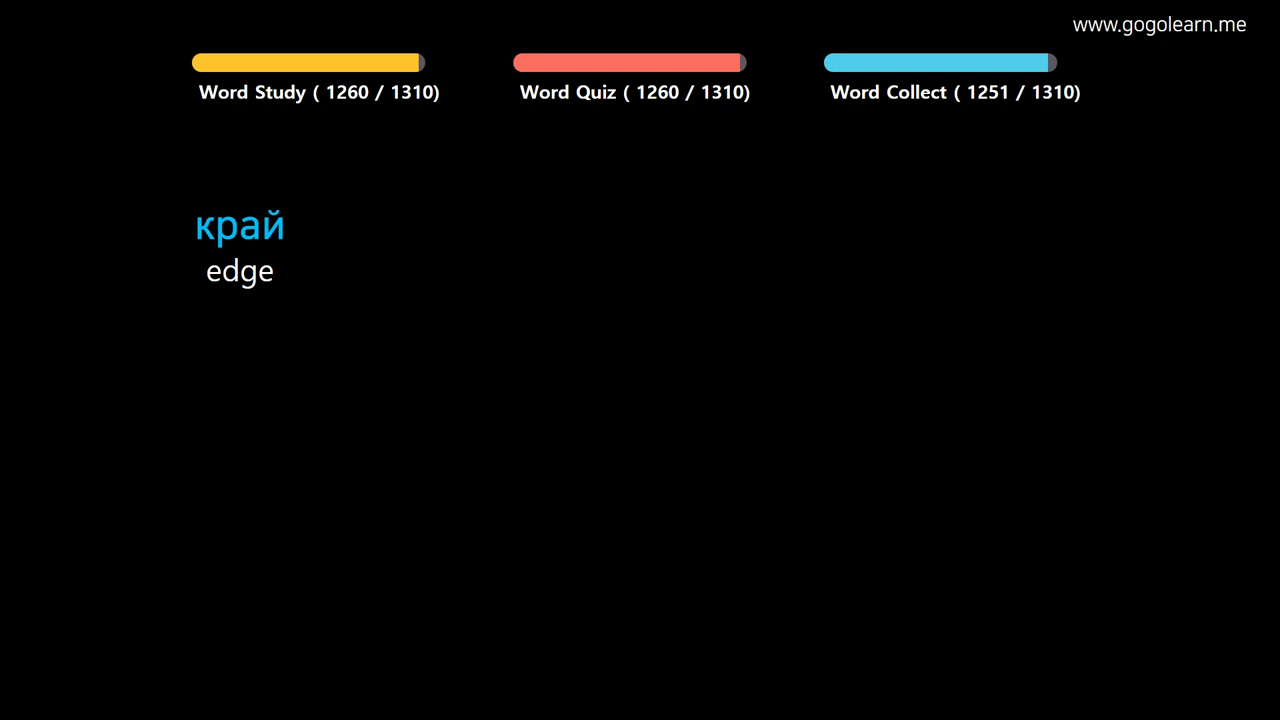 www.gogolearn.me
Word Study ( 1260 / 1310)
Word Quiz ( 1260 / 1310)
Word Collect ( 1251 / 1310)
край
edge